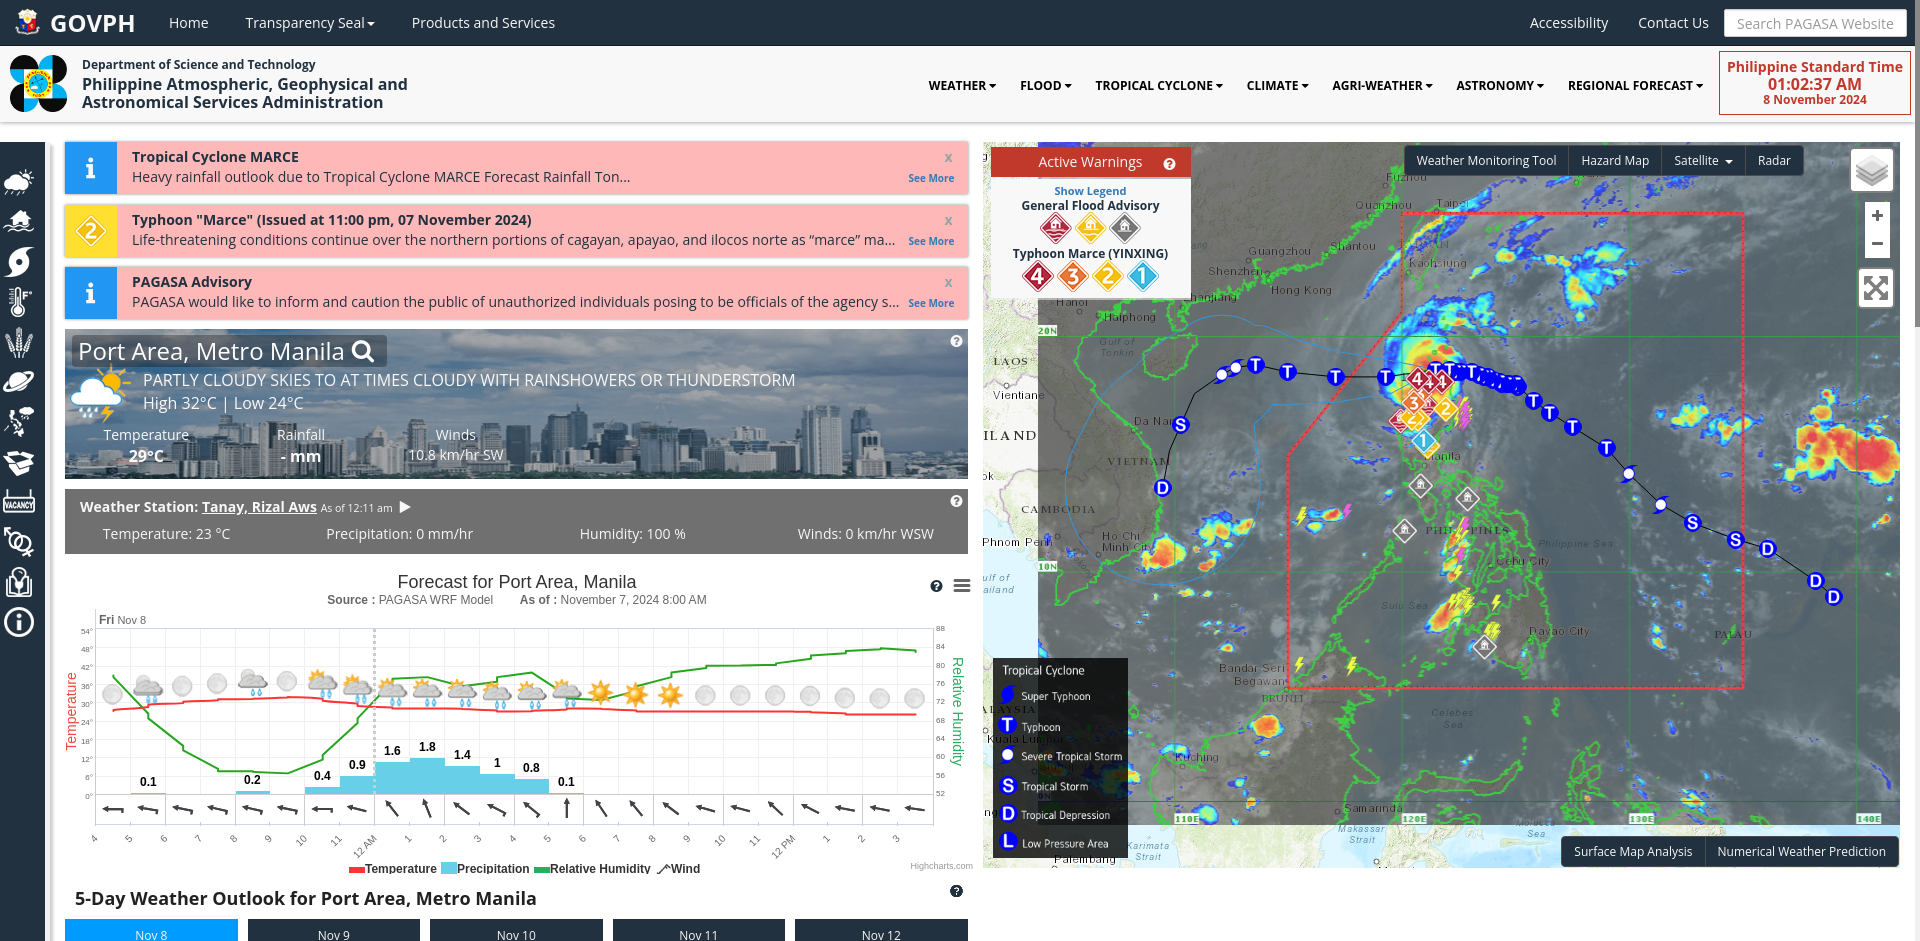 GOVPH
Home
Transparency Seal
Products and Services
Accessibility
Contact Us
Search PAGASA Website
Department of Science and Technology
Philippine Atmospheric, Geophysical and
Astronomical Services Administration
WEATHER
FLOOD
TROPICAL CYCLONE
CLIMATE
AGRI-WEATHER
ASTRONOMY
REGIONAL FORECAST
Philippine Standard Time
01:02:37 AM
8 November 2024
Tropical Cyclone MARCE
x
Heavy rainfall outlook due to Tropical Cyclone MARCE Forecast Rainfall Ton...
See More
2
Typhoon "Marce" (Issued at 11:00 pm, 07 November 2024)
x
Life-threatening conditions continue over the northern portions of cagayan, apayao, and ilocos norte as “marce” ma...
See More
PAGASA Advisory
x
PAGASA would like to inform and caution the public of unauthorized individuals posing to be officials of the agency s...
See More
Port Area, Metro Manila
PARTLY CLOUDY SKIES TO AT TIMES CLOUDY WITH RAINSHOWERS OR THUNDERSTORM
High 32°C | Low 24°C
Temperature Rainfall Winds
29°C - mm 10.8 km/hr SW
Weather Station: Tanay, Rizal Aws As of 12:11 am
Temperature: 23 °C Precipitation: 0 mm/hr Humidity: 100 % Winds: 0 km/hr WSW
Forecast for Port Area, Manila
Source : PAGASA WRF Model As of : November 7, 2024 8:00 AM
Fri Nov 8
Temperature
54°
48°
42°
36°
30°
24°
18°
12°
6°
0°
0.1
0.2
0.4
0.9
1.6
1.8
1.4
1
0.8
0.1
88
84
80
76
72
68
64
60
56
52
Relative Humidity
4 5 6 7 8 9 10 11 12 AM 1 2 3 4 5 6 7 8 9 10 11 12 PM 1 2 3
Temperature Precipitation Relative Humidity Wind
Highcharts.com
5-Day Weather Outlook for Port Area, Metro Manila
Nov 8
Nov 9
Nov 10
Nov 11
Nov 12
VACANCY
Active Warnings
Show Legend
General Flood Advisory
Typhoon Marce (YINXING)
4 3 2 1
Weather Monitoring Tool
Hazard Map
Satellite
Radar
+
−
Fuzhou
Quanzhou
Taipei
Guangzhou
Shantou
Shenzhen
Kaohsiung
Hong Kong
Zhanjiang
Hanoi
Haiphong
20N
Gulf of
Tonkin
LAOS
Vientiane
Da Nang
VIETNAM
CAMBODIA
Phnom Penh
Ho Chi
Minh City
10N
Manila
PHILIPPINES
Philippine Sea
Cebu City
Sulu Sea
Davao City
PALAU
Bandar Seri
Begawan
BRUNEI
Celebes
Sea
Kuching
Samarinda
Makassar
Strait
Karimata
Strait
Palembang
Kuala Lumpur
110E
120E
130E
140E
T T T T T T T T T T
S S S
D D D D
Tropical Cyclone
Super Typhoon
T Typhoon
Severe Tropical Storm
S Tropical Storm
D Tropical Depression
L Low Pressure Area
Surface Map Analysis
Numerical Weather Prediction